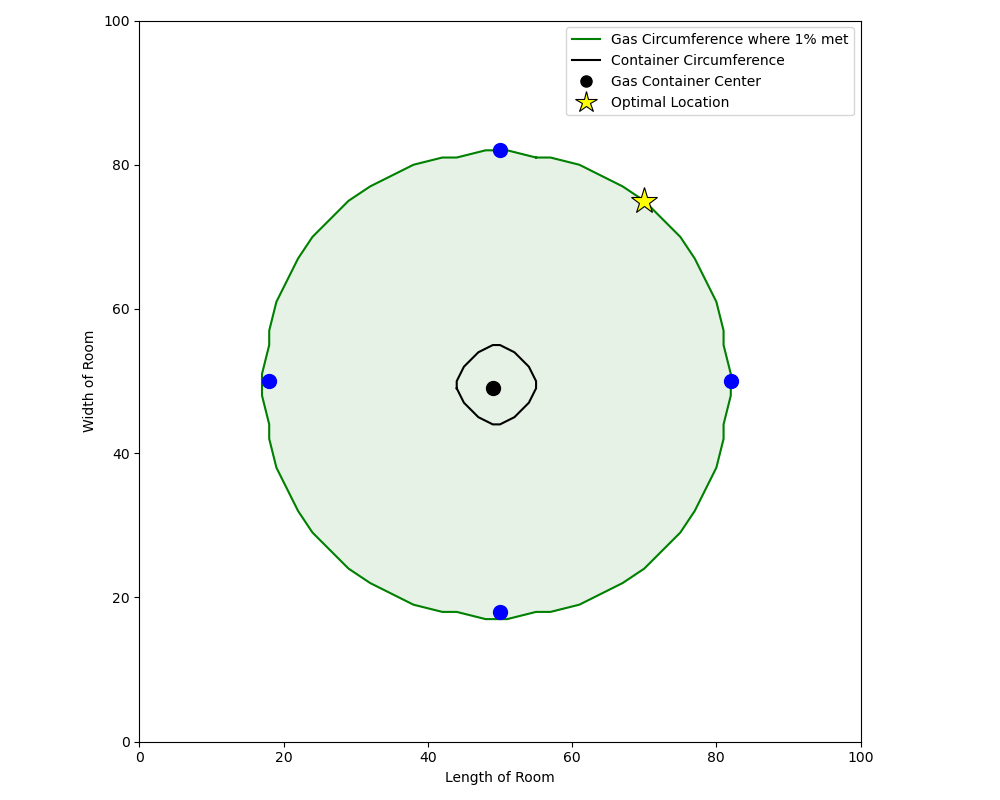 100
Gas Circumference where 1% met
Container Circumference
Gas Container Center
Optimal Location
80
60
Width of Room
40
20
0
0 20 40 60 80 100
Length of Room